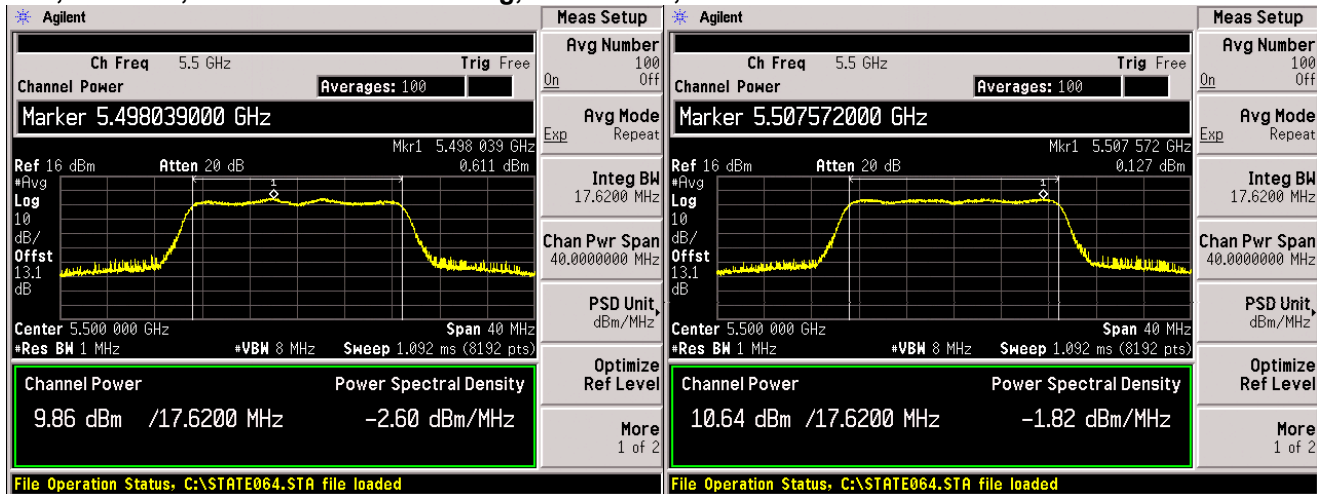 Agilent
Ch Freq 5.5 GHz Trig Free
Channel Power Averages: 100
Marker 5.498039000 GHz
Mkr1 5.498 039 GHz
Ref 16 dBm Atten 20 dB 0.611 dBm
#Avg
Log
10
dB/
Offst
13.1
dB
1
Center 5.500 000 GHz Span 40 MHz
#Res BW 1 MHz #VBW 8 MHz Sweep 1.092 ms (8192 pts)
Channel Power Power Spectral Density
9.86 dBm /17.6200 MHz -2.60 dBm/MHz
File Operation Status, C:\STATE064.STA file loaded
Meas Setup
Avg Number
100
On Off
Avg Mode
Exp Repeat
Integ BW
17.6200 MHz
Chan Pwr Span
40.0000000 MHz
PSD Unit
dBm/MHz
Optimize
Ref Level
More
1 of 2
Agilent
Ch Freq 5.5 GHz Trig Free
Channel Power Averages: 100
Marker 5.507572000 GHz
Mkr1 5.507 572 GHz
Ref 16 dBm Atten 20 dB 0.127 dBm
#Avg
Log
10
dB/
Offst
13.1
dB
1
Center 5.500 000 GHz Span 40 MHz
#Res BW 1 MHz #VBW 8 MHz Sweep 1.092 ms (8192 pts)
Channel Power Power Spectral Density
10.64 dBm /17.6200 MHz -1.82 dBm/MHz
File Operation Status, C:\STATE064.STA file loaded
Meas Setup
Avg Number
100
On Off
Avg Mode
Exp Repeat
Integ BW
17.6200 MHz
Chan Pwr Span
40.0000000 MHz
PSD Unit
dBm/MHz
Optimize
Ref Level
More
1 of 2